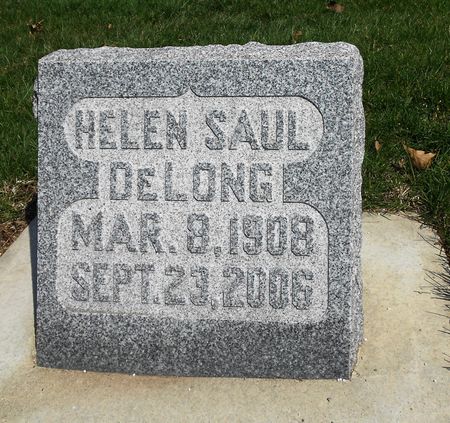 HELEN SAUL
DeLONG
MAR. 8, 1908
SEPT. 23, 2006